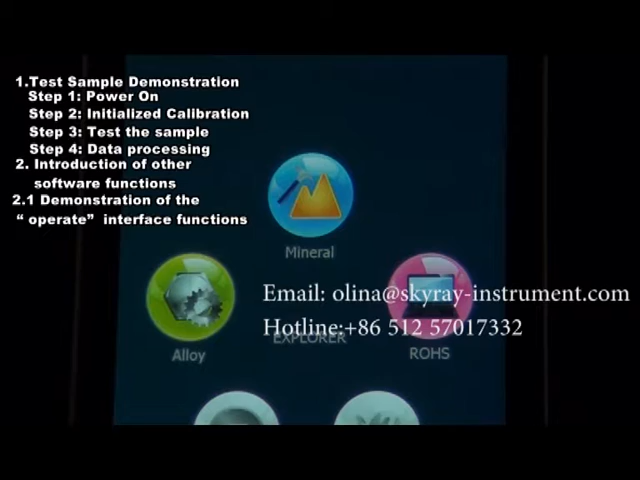 1.Test Sample Demonstration
Step 1: Power On
Step 2: Initialized Calibration
Step 3: Test the sample
Step 4: Data processing
2. Introduction of other
software functions
2.1 Demonstration of the
“ operate” interface functions
Mineral
Email: olina@skyray-instrument.com
Hotline:+86 512 57017332
EXPLORER
Alloy
ROHS